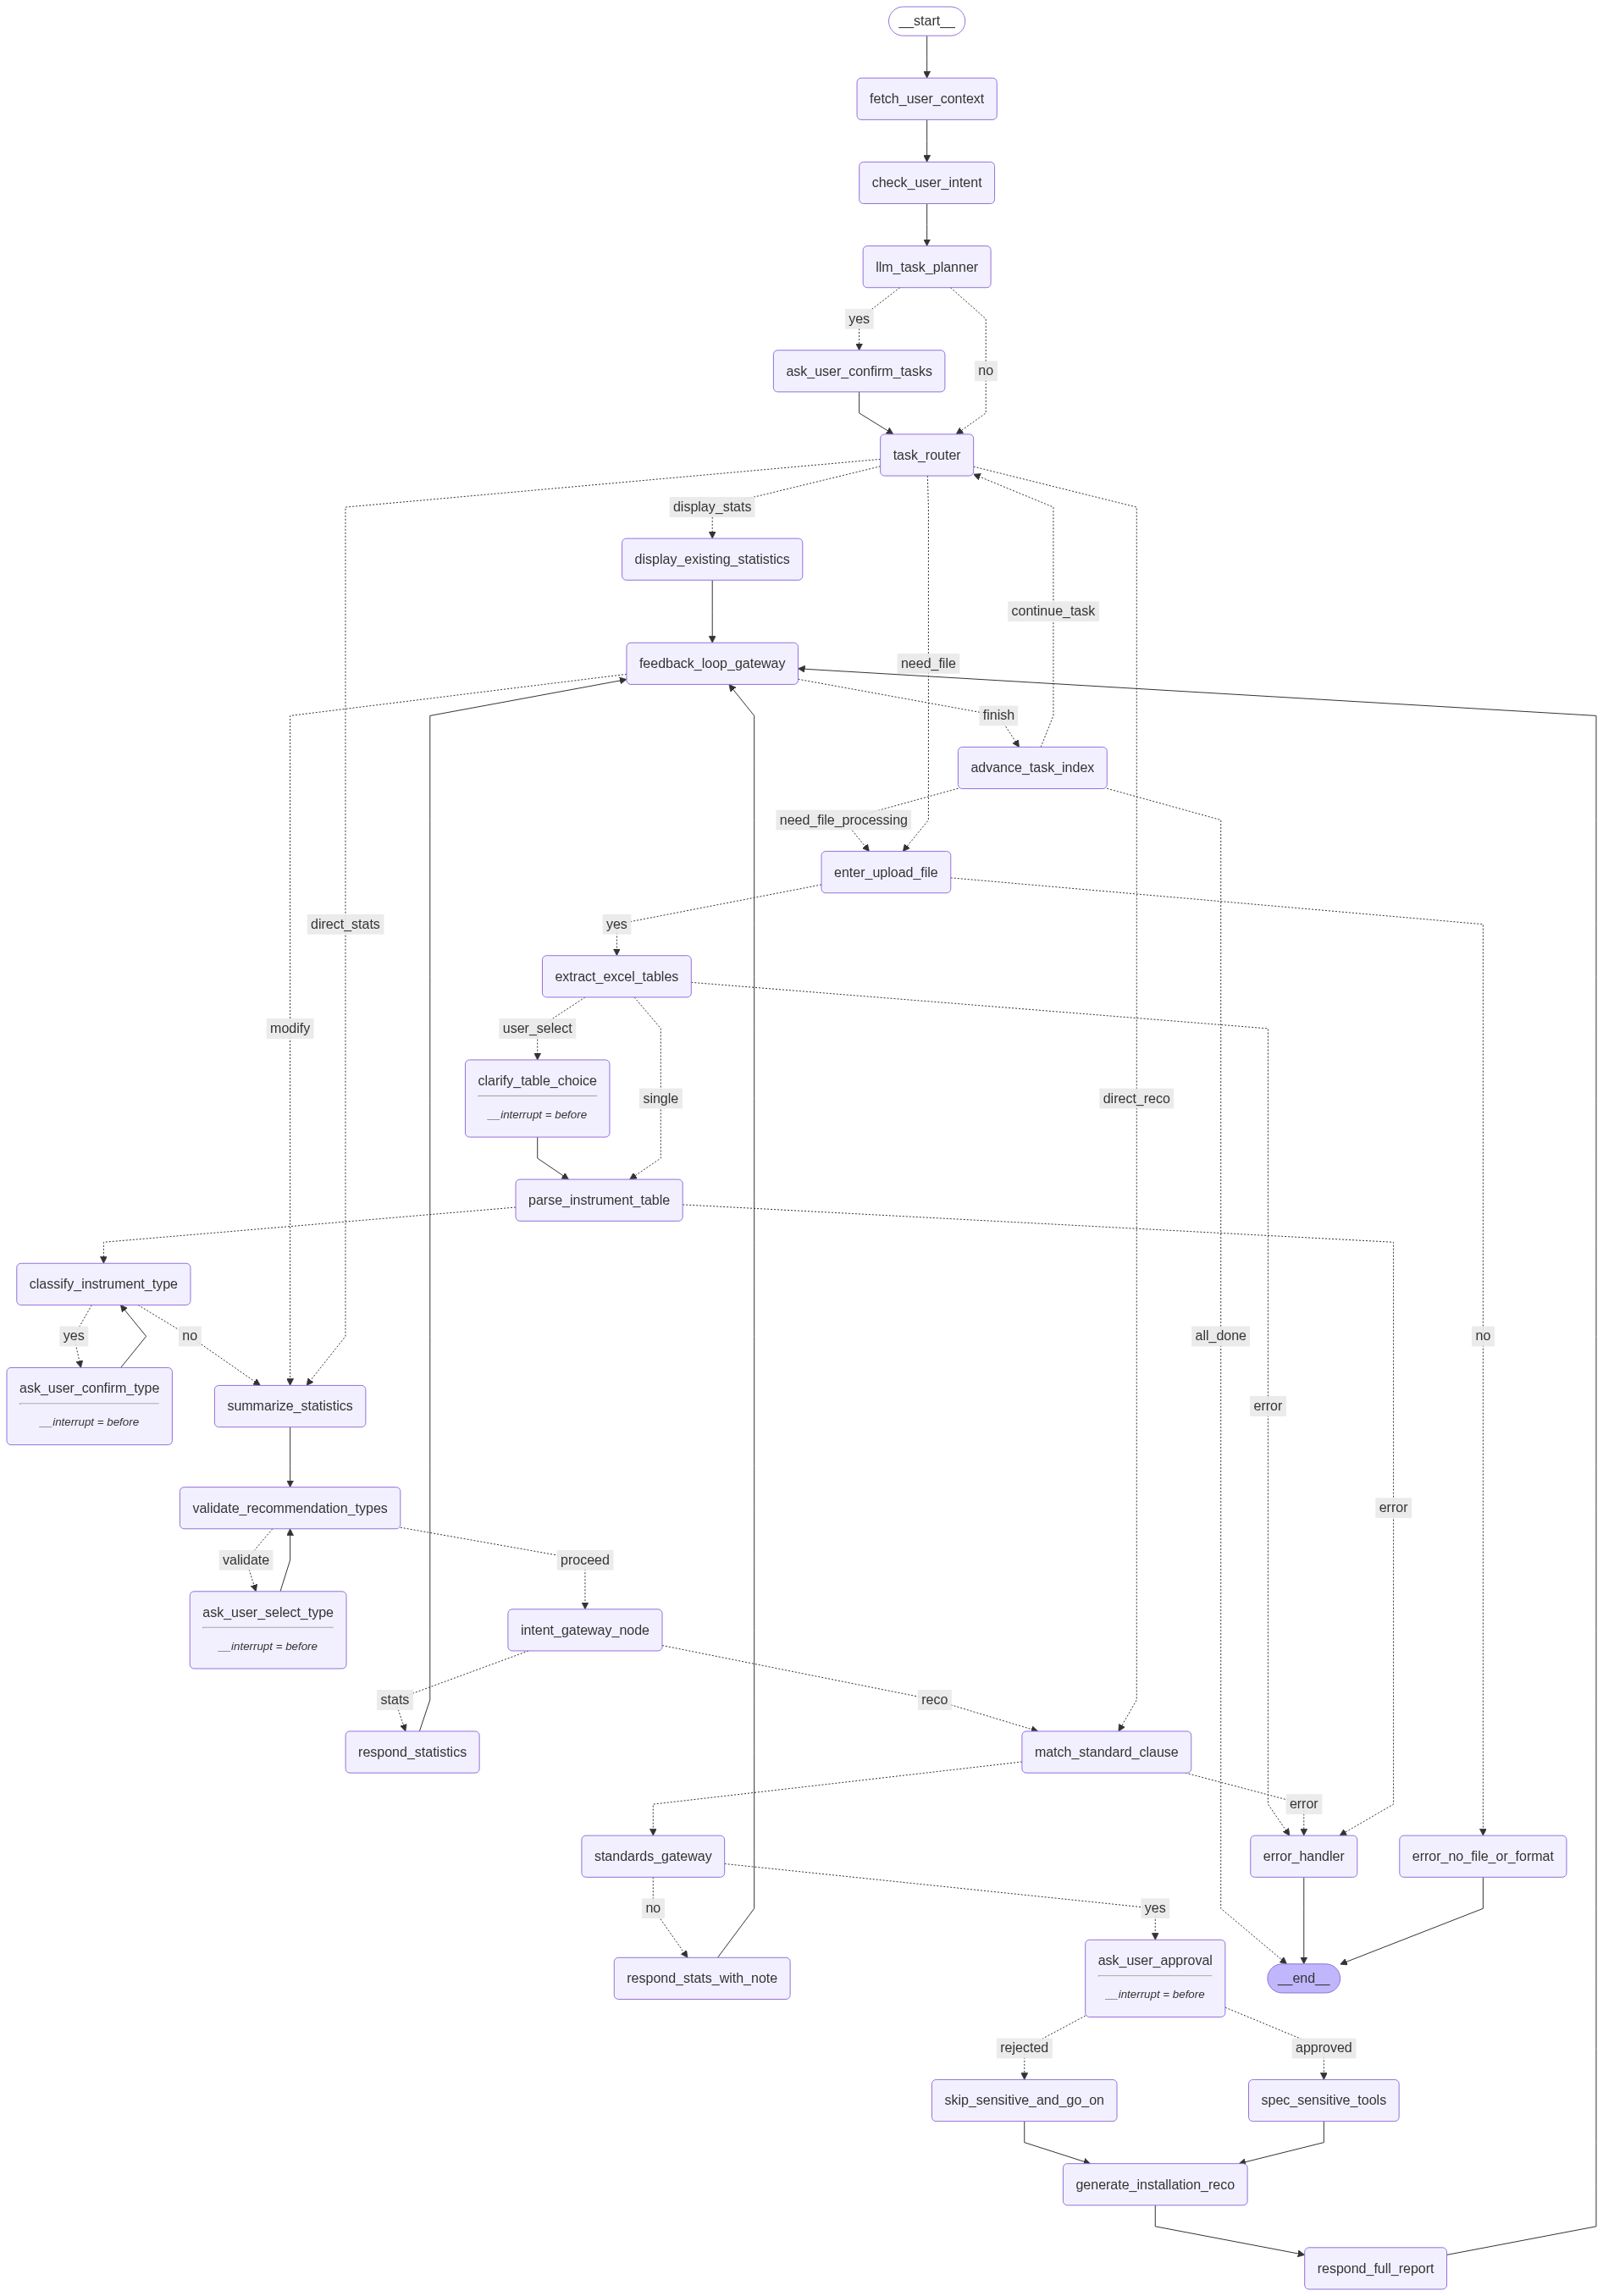 __start__
fetch_user_context
check_user_intent
llm_task_planner
yes
ask_user_confirm_tasks
no
task_router
display_stats
display_existing_statistics
continue_task
feedback_loop_gateway
need_file
finish
advance_task_index
need_file_processing
enter_upload_file
direct_stats
yes
extract_excel_tables
modify
user_select
clarify_table_choice
__interrupt = before
single
direct_reco
parse_instrument_table
classify_instrument_type
yes
no
all_done
no
ask_user_confirm_type
__interrupt = before
summarize_statistics
error
validate_recommendation_types
error
validate
proceed
ask_user_select_type
__interrupt = before
intent_gateway_node
stats
reco
respond_statistics
match_standard_clause
error
standards_gateway
error_handler
error_no_file_or_format
no
yes
respond_stats_with_note
ask_user_approval
__interrupt = before
__end__
rejected
approved
skip_sensitive_and_go_on
spec_sensitive_tools
generate_installation_reco
respond_full_report